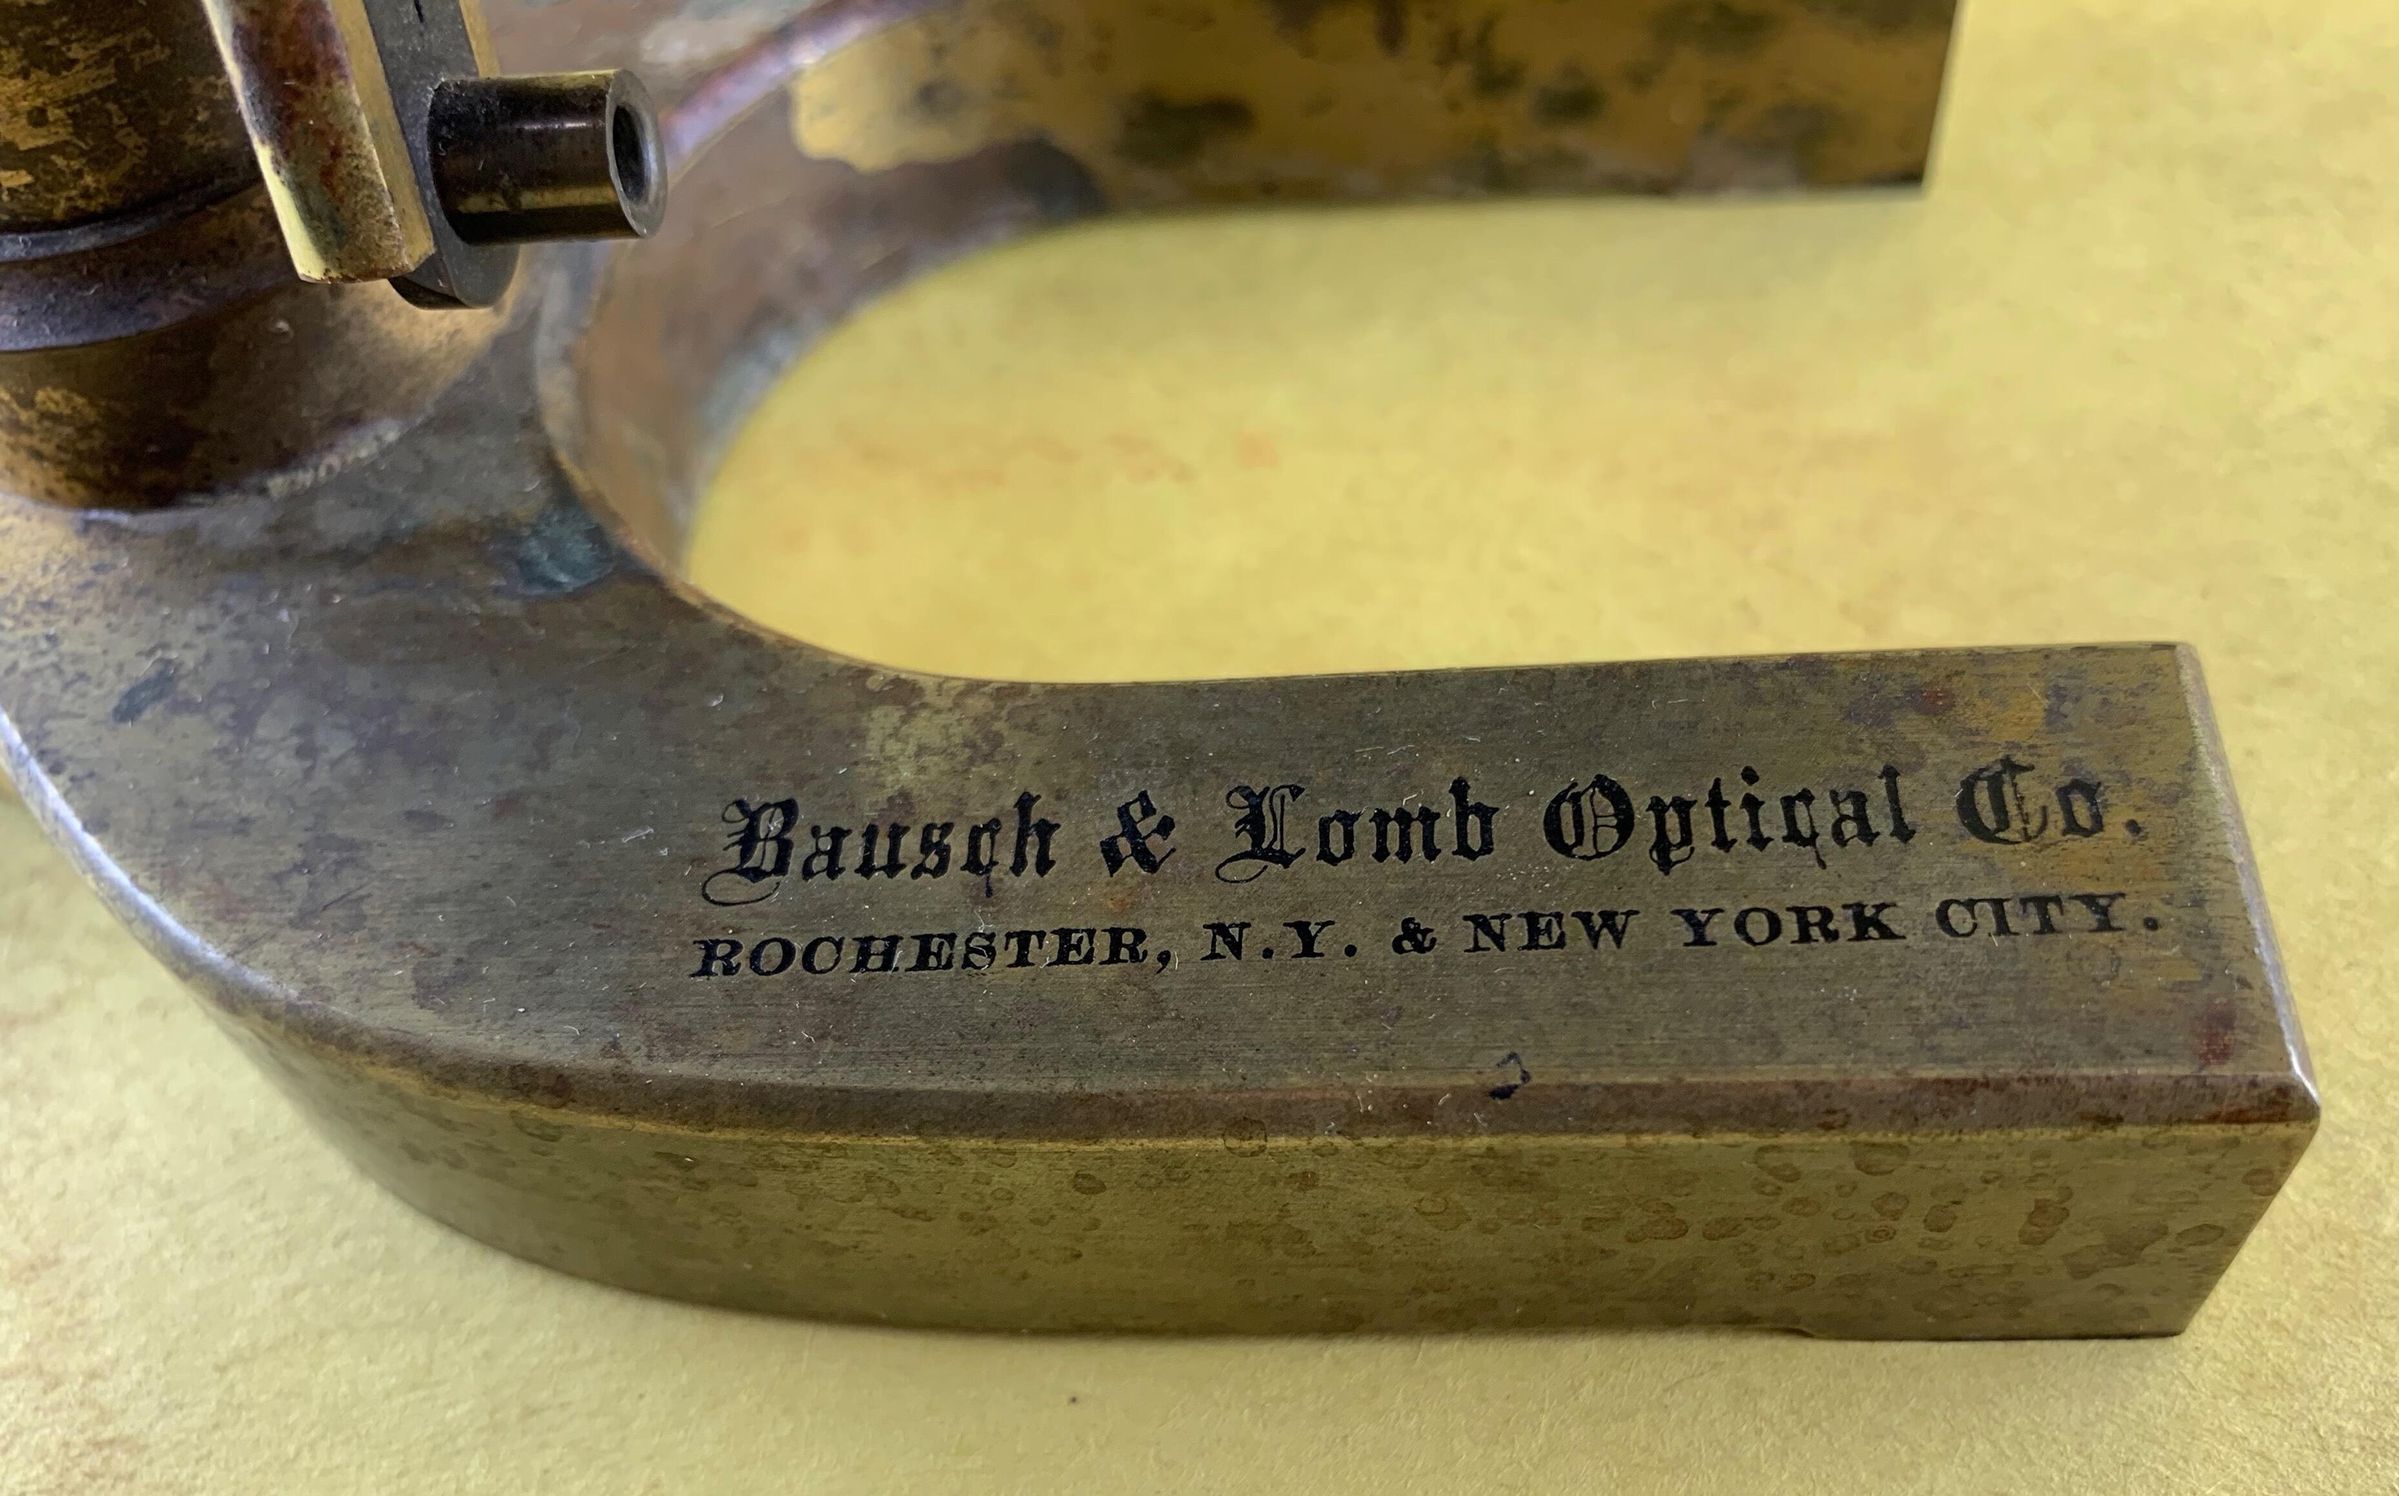 Bausch & Lomb Optical Co.
ROCHESTER, N.Y. & NEW YORK CITY.